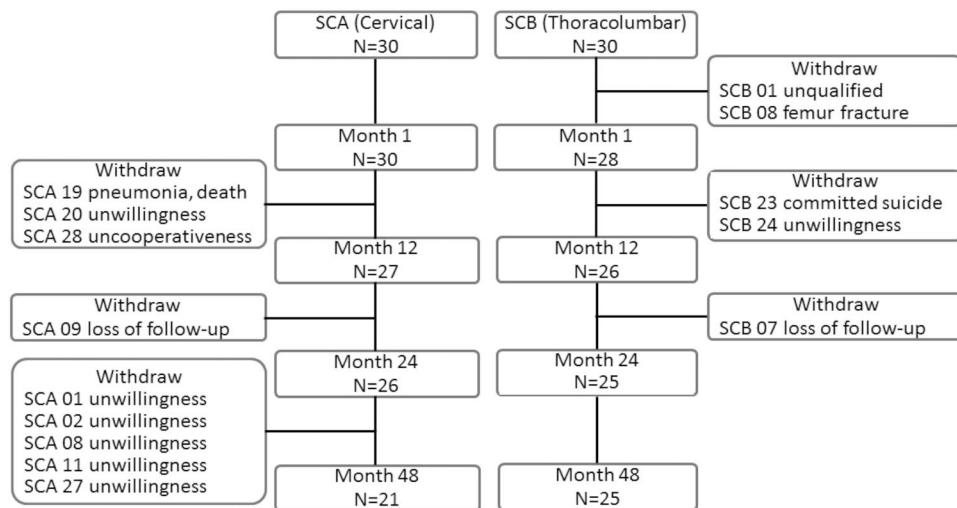 SCA (Cervical)
N=30
SCB (Thoracolumbar)
N=30
Withdraw
SCB 01 unqualified
SCB 08 femur fracture
Month 1
N=30
Month 1
N=28
Withdraw
SCA 19 pneumonia, death
SCA 20 unwillingness
SCA 28 uncooperativeness
Withdraw
SCB 23 committed suicide
SCB 24 unwillingness
Month 12
N=27
Month 12
N=26
Withdraw
SCA 09 loss of follow-up
Withdraw
SCB 07 loss of follow-up
Month 24
N=26
Month 24
N=25
Withdraw
SCA 01 unwillingness
SCA 02 unwillingness
SCA 08 unwillingness
SCA 11 unwillingness
SCA 27 unwillingness
Month 48
N=21
Month 48
N=25